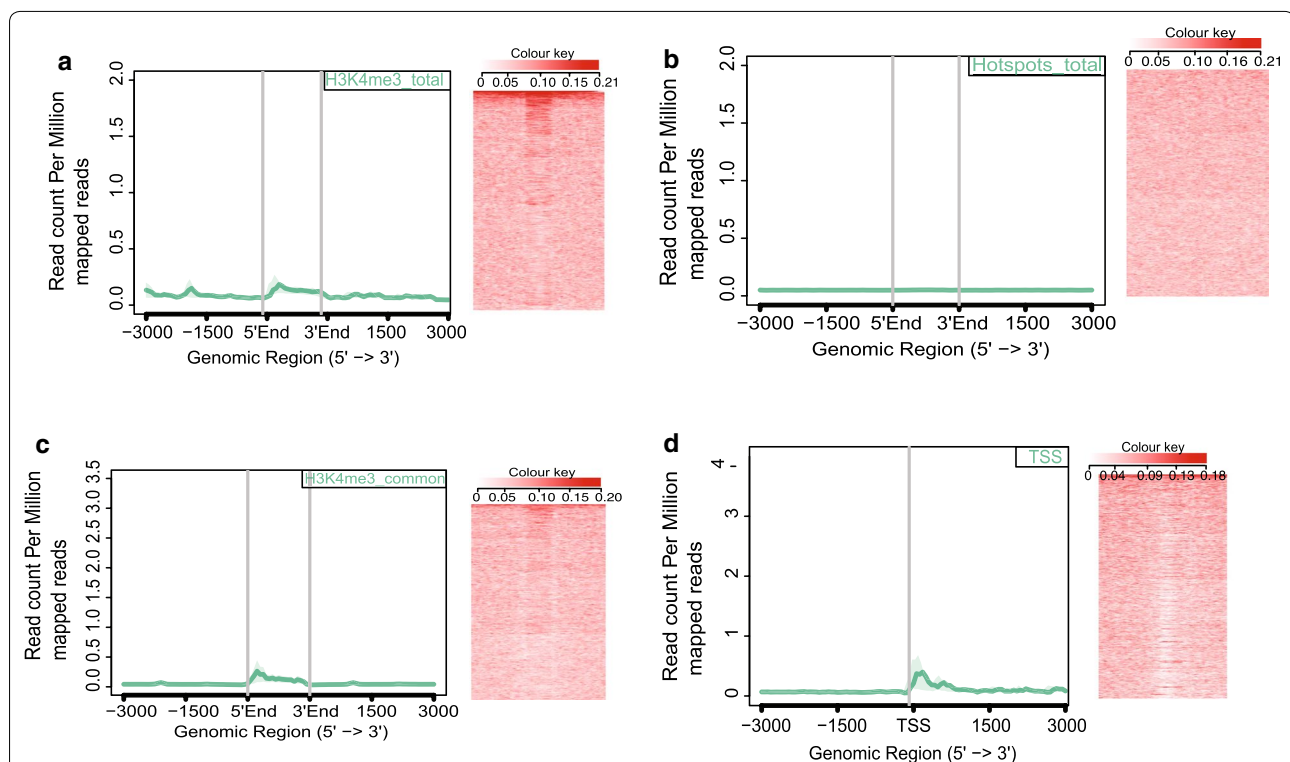 a
Colour key
0 0.05 0.10 0.15 0.21
H3K4me3_total
Read count Per Million
mapped reads
2.0
1.5
1.0
0.5
0.0
−3000 −1500 5'End 3'End 1500 3000
Genomic Region (5' −> 3')
b
Colour key
0 0.05 0.10 0.16 0.21
Hotspots_total
Read count Per Million
mapped reads
2.0
1.5
1.0
0.5
0.0
−3000 −1500 5'End 3'End 1500 3000
Genomic Region (5' −> 3')
c
Colour key
0 0.05 0.10 0.15 0.20
H3K4me3_common
Read count Per Million
mapped reads
3.5
3.0
2.5
2.0
1.5
1.0
0.5
0.0
−3000 −1500 5'End 3'End 1500 3000
Genomic Region (5' −> 3')
d
Colour key
0 0.04 0.09 0.13 0.18
TSS
Read count Per Million
mapped reads
4
3
2
1
0
−3000 −1500 TSS 1500 3000
Genomic Region (5' −> 3')